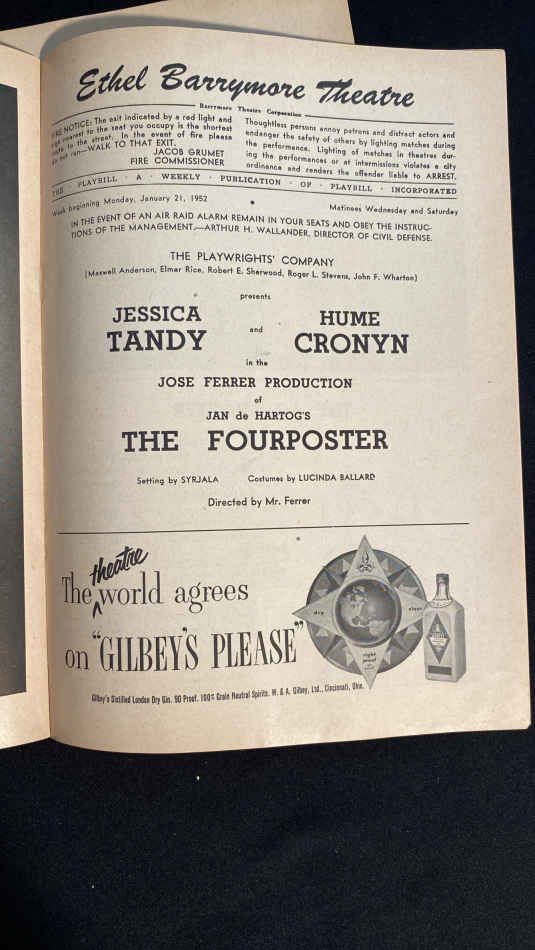 Ethel Barrymore Theatre
Barrymore Theatre Corporation
FIRE NOTICE: The exit indicated by a red light and
nearest to the seat you occupy is the shortest
route to the street. In the event of fire please
do not run—WALK TO THAT EXIT.
JACOB GRUMET
FIRE COMMISSIONER
Thoughtless persons annoy patrons and distract actors and
endanger the safety of others by lighting matches during
the performance. Lighting of matches in theatres dur-
ing the performances or at intermissions violates a city
ordinance and renders the offender liable to ARREST.
THE · PLAYBILL · A · WEEKLY · PUBLICATION · OF · PLAYBILL · INCORPORATED
Week beginning Monday, January 21, 1952
Matinees Wednesday and Saturday
IN THE EVENT OF AN AIR RAID ALARM REMAIN IN YOUR SEATS AND OBEY THE INSTRUC-
TIONS OF THE MANAGEMENT.—ARTHUR H. WALLANDER, DIRECTOR OF CIVIL DEFENSE.
THE PLAYWRIGHTS' COMPANY
(Maxwell Anderson, Elmer Rice, Robert E. Sherwood, Roger L. Stevens, John F. Wharton)
presents
JESSICA TANDY
and
HUME CRONYN
in the
JOSE FERRER PRODUCTION
of
JAN de HARTOG'S
THE FOURPOSTER
Setting by SYRJALA
Costumes by LUCINDA BALLARD
Directed by Mr. Ferrer
The theatre world agrees
on "GILBEY'S PLEASE"
dry
right
proof
Gilbey's Distilled London Dry Gin. 90 Proof. 100% Grain Neutral Spirits. W. & A. Gilbey, Ltd., Cincinnati, Ohio.